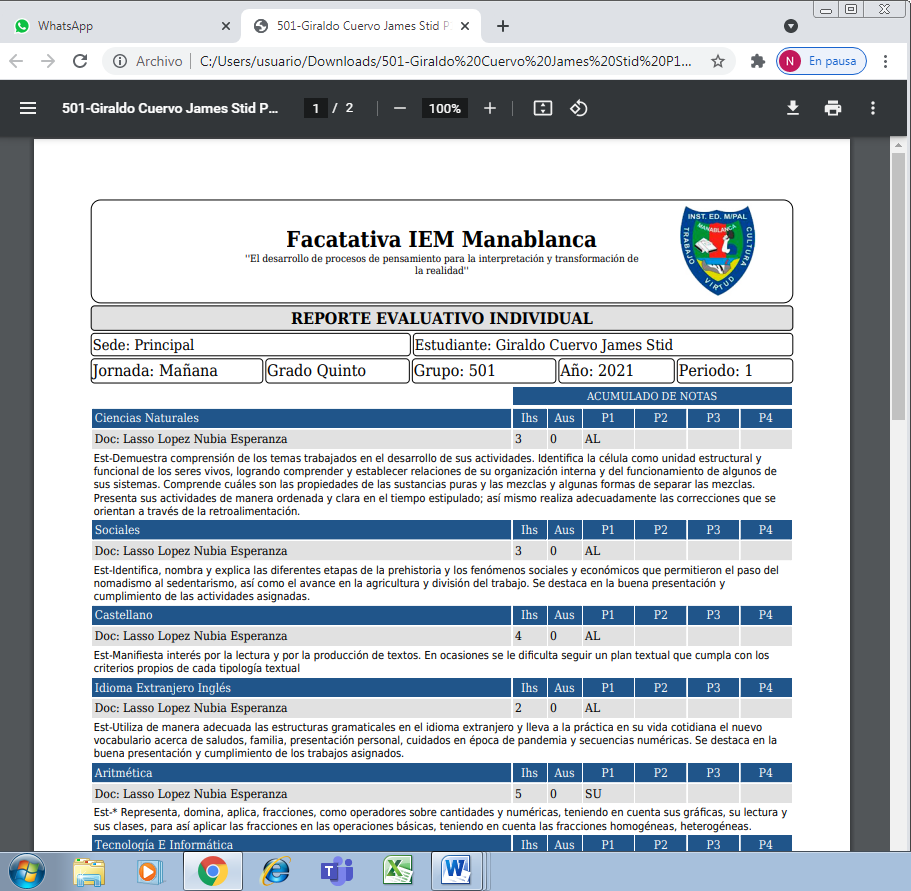 WhatsApp
501-Giraldo Cuervo James Stid P
Archivo
C:/Users/usuario/Downloads/501-Giraldo%20Cuervo%20James%20Stid%20P1...
N En pausa
501-Giraldo Cuervo James Stid P...
1 / 2
100%
INST. ED. M/PAL
MANABLANCA
TRABAJO
CULTURA
VIRTUD
Facatativa IEM Manablanca
"El desarrollo de procesos de pensamiento para la interpretación y transformación de
la realidad"
REPORTE EVALUATIVO INDIVIDUAL
Sede: Principal Estudiante: Giraldo Cuervo James Stid
Jornada: Mañana Grado Quinto Grupo: 501 Año: 2021 Periodo: 1
ACUMULADO DE NOTAS
Ciencias Naturales Ihs Aus P1 P2 P3 P4
Doc: Lasso Lopez Nubia Esperanza 3 0 AL
Est-Demuestra comprensión de los temas trabajados en el desarrollo de sus actividades. Identifica la célula como unidad estructural y
funcional de los seres vivos, logrando comprender y establecer relaciones de su organización interna y del funcionamiento de algunos de
sus sistemas. Comprende cuáles son las propiedades de las sustancias puras y las mezclas y algunas formas de separar las mezclas.
Presenta sus actividades de manera ordenada y clara en el tiempo estipulado; así mismo realiza adecuadamente las correcciones que se
orientan a través de la retroalimentación.
Sociales Ihs Aus P1 P2 P3 P4
Doc: Lasso Lopez Nubia Esperanza 3 0 AL
Est-Identifica, nombra y explica las diferentes etapas de la prehistoria y los fenómenos sociales y económicos que permitieron el paso del
nomadismo al sedentarismo, así como el avance en la agricultura y división del trabajo. Se destaca en la buena presentación y
cumplimiento de las actividades asignadas.
Castellano Ihs Aus P1 P2 P3 P4
Doc: Lasso Lopez Nubia Esperanza 4 0 AL
Est-Manifiesta interés por la lectura y por la producción de textos. En ocasiones se le dificulta seguir un plan textual que cumpla con los
criterios propios de cada tipología textual
Idioma Extranjero Inglés Ihs Aus P1 P2 P3 P4
Doc: Lasso Lopez Nubia Esperanza 2 0 AL
Est-Utiliza de manera adecuada las estructuras gramaticales en el idioma extranjero y lleva a la práctica en su vida cotidiana el nuevo
vocabulario acerca de saludos, familia, presentación personal, cuidados en época de pandemia y secuencias numéricas. Se destaca en la
buena presentación y cumplimiento de los trabajos asignados.
Aritmética Ihs Aus P1 P2 P3 P4
Doc: Lasso Lopez Nubia Esperanza 5 0 SU
Est-* Representa, domina, aplica, fracciones, como operadores sobre cantidades y numéricas, teniendo en cuenta sus gráficas, su lectura y
sus clases, para así aplicar las fracciones en las operaciones básicas, teniendo en cuenta las fracciones homogéneas, heterogéneas.
Tecnología E Informática Ihs Aus P1 P2 P3 P4